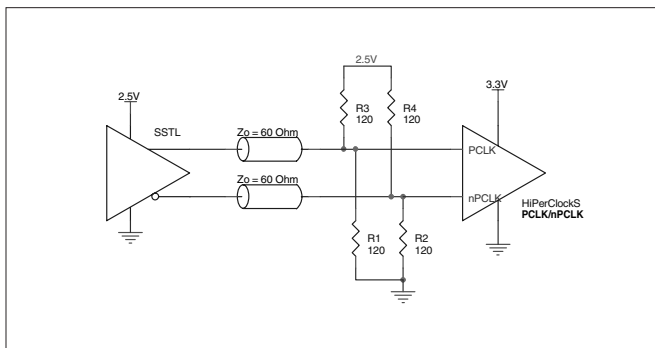 2.5V
3.3V
2.5V
R3
120
R4
120
SSTL
Zo = 60 Ohm
PCLK
Zo = 60 Ohm
nPCLK
HiPerClockS
PCLK/nPCLK
R1
120
R2
120